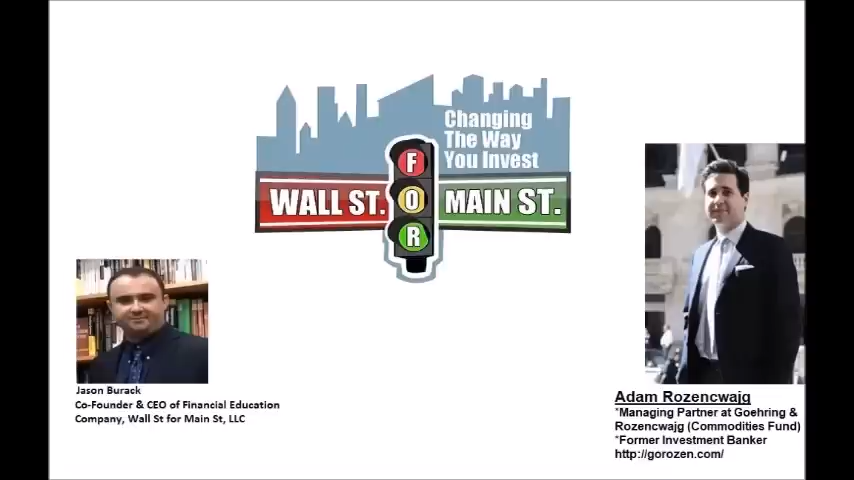 Changing
The Way
You Invest
WALL ST. FOR MAIN ST.
Jason Burack
Co-Founder & CEO of Financial Education
Company, Wall St for Main St, LLC
Adam Rozencwajg
*Managing Partner at Goehring &
Rozencwajg (Commodities Fund)
*Former Investment Banker
http://gorozen.com/